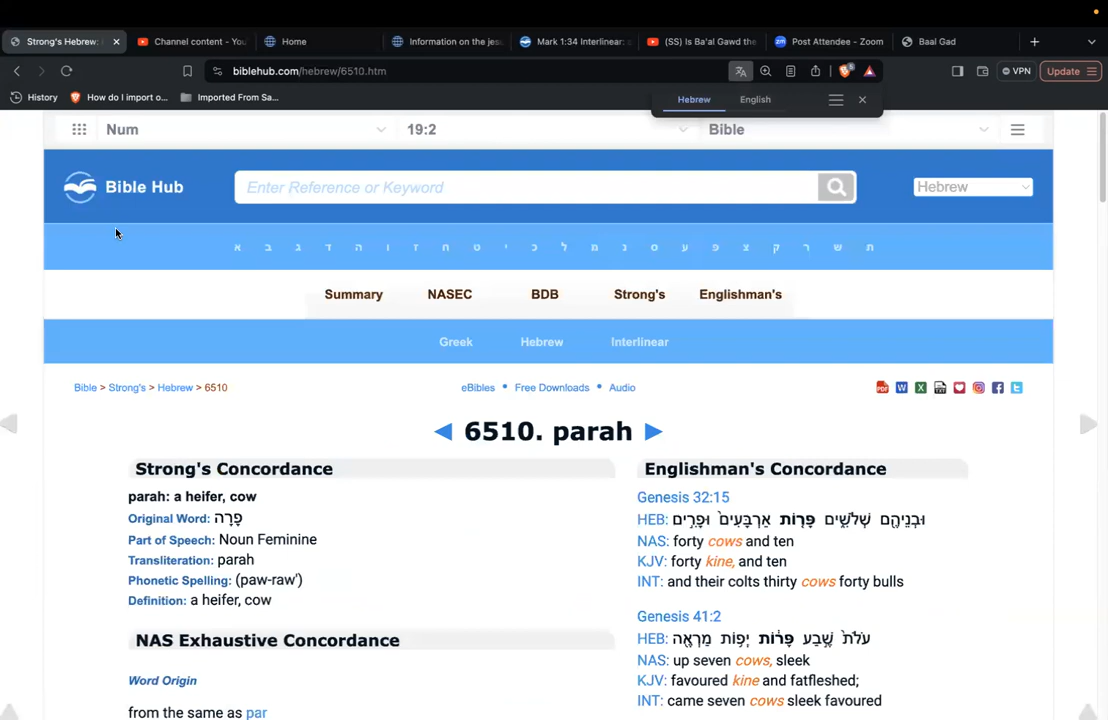 Strong's Hebrew:
Channel content - You
Home
Information on the jesu
Mark 1:34 Interlinear:
(SS) Is Ba'al Gawd the
Post Attendee - Zoom
Baal Gad
biblehub.com/hebrew/6510.htm
VPN
Update
History
How do I import o...
Imported From Sa...
Hebrew
English
Num
19:2
Bible
Bible Hub
Enter Reference or Keyword
Hebrew
א ב ג ד ה ו ז ח ט י כ ל מ נ ס ע פ צ ק ר ש ת
Summary NASEC BDB Strong's Englishman's
Greek Hebrew Interlinear
Bible > Strong's > Hebrew > 6510
eBibles • Free Downloads • Audio
◄ 6510. parah ►
Strong's Concordance
parah: a heifer, cow
Original Word: פָּרָה
Part of Speech: Noun Feminine
Transliteration: parah
Phonetic Spelling: (paw-raw')
Definition: a heifer, cow
NAS Exhaustive Concordance
Word Origin
from the same as par
Englishman's Concordance
Genesis 32:15
HEB: וּבְנֵיהֶ֖ם שְׁלֹשִׁ֑ים פָּר֤וֹת אַרְבָּעִים֙ וּפָרִ֣ים
NAS: forty cows and ten
KJV: forty kine, and ten
INT: and their colts thirty cows forty bulls
Genesis 41:2
HEB: עֹלֹת֙ שֶׁ֣בַע פָּר֔וֹת יְפ֥וֹת מַרְאֶ֖ה
NAS: up seven cows, sleek
KJV: favoured kine and fatfleshed;
INT: came seven cows sleek favoured